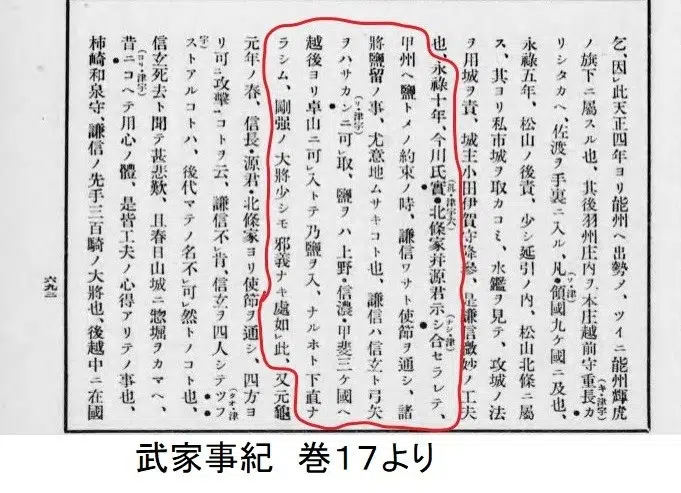 乞、因レ此天正四年ヨリ能州ヘ出勢メ、ツイニ能州輝虎
ノ旗下ニ屬スル也、其後羽州庄内ヲ本庄越前守重長カ
リシタカヘ、佐渡ヲ手裏ニ入ル、凡領國九ケ國ニ及也、
永祿五年、松山ノ後責、少シ延引ノ内、松山北條ニ屬
ス、其ヨリ私市城ヲ取カコミ、水鑑ヲ見テ、攻城ノ法
ヲ用城ヲ責、城主小田伊賀守降參、是謙信微妙ノ工夫
也、永祿十年、今川氏實・北條家并源君示シ合セラレテ、
甲州ヘ鹽トメノ約束ノ時、謙信ワサト使節ヲ通シ、諸
將鹽留ノ事、尤意地ムサキコト也、謙信ハ信玄ト弓矢
ヲハサカンニ可レ取、鹽ヲハ上野・信濃・甲斐三ケ國ヘ
越後ヨリ卓山ニ可レ入トテ乃鹽ヲ入、ナルホト下直ナ
ラシム、剛强ノ大將少シモ邪義ナキ處如レ此、又元龜
元年ノ春、信長・源君・北條家ヨリ使節ヲ通シ、四方ヨ
リ可ニ攻擊一コトヲ云、謙信不レ肯、信玄ヲ四人シテツフ
ストアルコトハ、後代マテノ名不レ可レ然トノコト也、
信玄死去ト聞テ甚悲歎、且春日山城ニ惣堀ヲカマヘ、
昔ニコヘテ用心ノ體、是皆工夫ノ心得アリテノ事也、
柿崎和泉守、謙信ノ先手三百騎ノ大將也、後越中ニ在國
六九二
武家事紀　巻17より